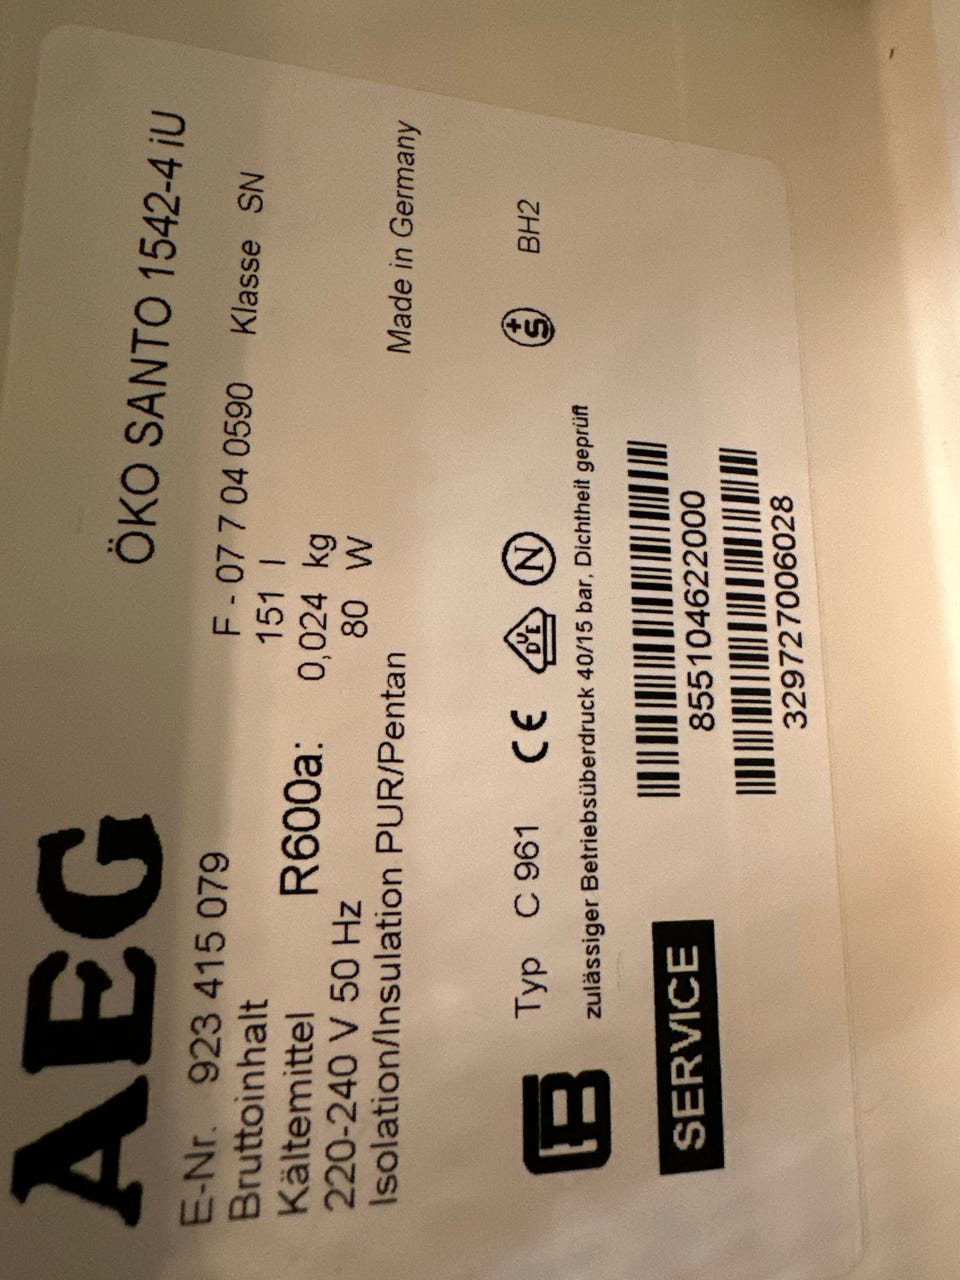 AEG
ÖKO SANTO 1542-4 iU
E-Nr. 923 415 079 F - 07 7 04 0590 Klasse SN
Bruttoinhalt 151 l
Kältemittel R600a: 0,024 kg
220-240 V 50 Hz 80 W
Isolation/Insulation PUR/Pentan Made in Germany
Typ C 961 CE DVE N +S BH2
zulässiger Betriebsüberdruck 40/15 bar, Dichtheit geprüft
SERVICE
855104622000
329727006028